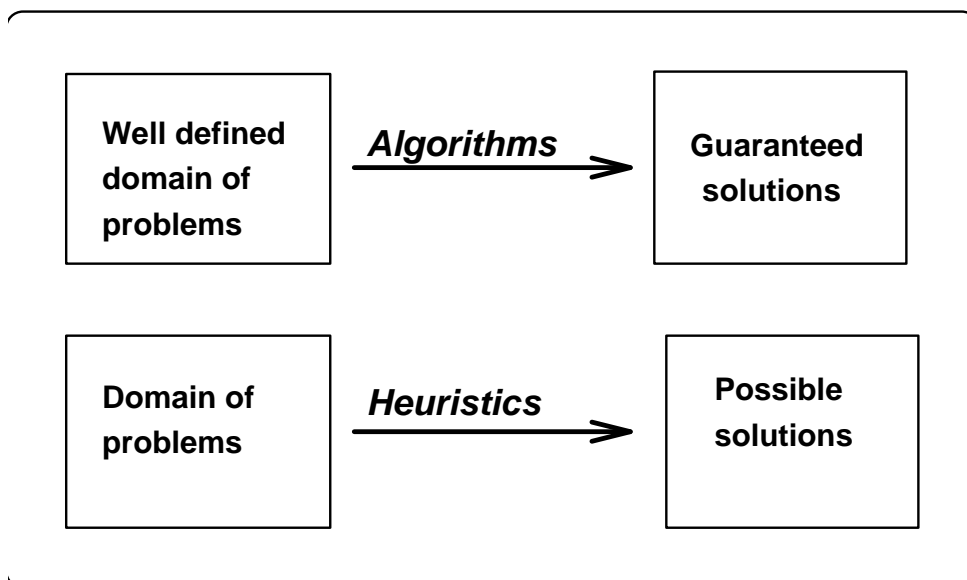 Well defined
domain of
problems
Algorithms
Guaranteed
solutions
Domain of
problems
Heuristics
Possible
solutions